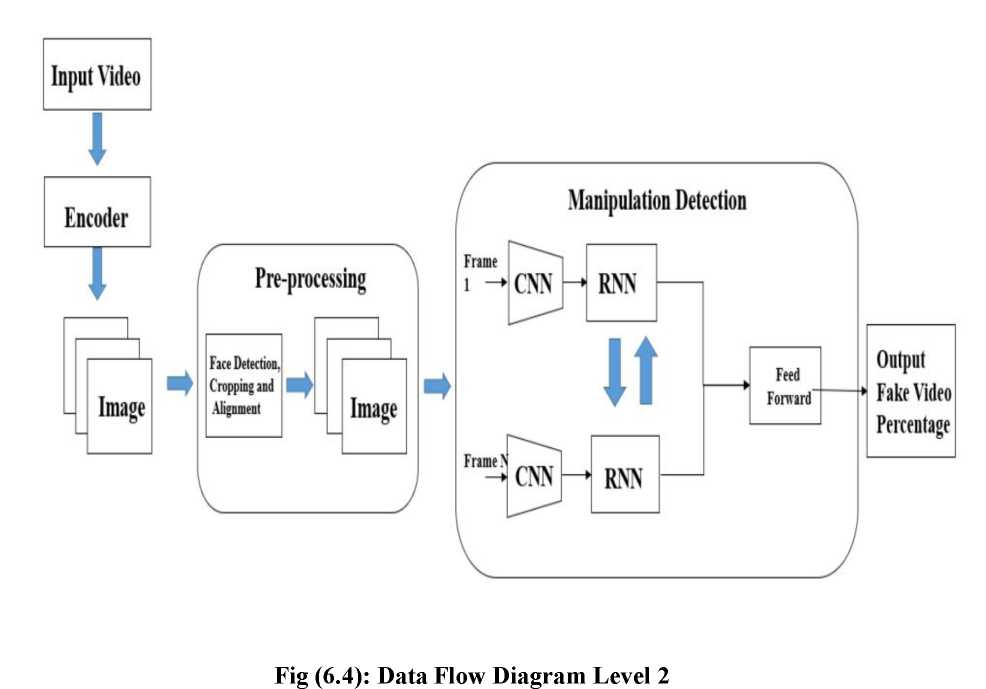 Input Video
Encoder
Image
Pre-processing
Face Detection,
Cropping and
Alignment
Image
Manipulation Detection
Frame
1
CNN
RNN
Frame N
CNN
RNN
Feed
Forward
Output
Fake Video
Percentage
Fig (6.4): Data Flow Diagram Level 2